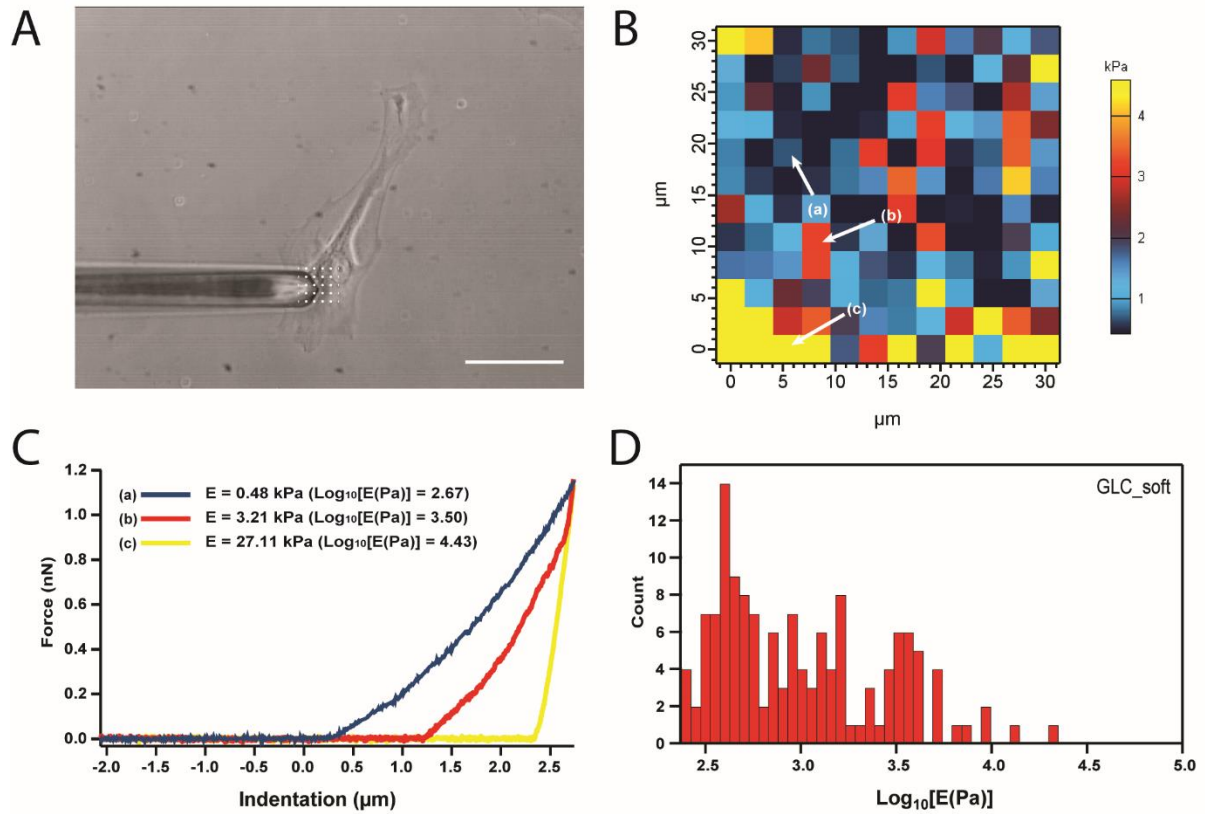 A
B
30
25
20
15
10
5
0
µm
0 5 10 15 20 25 30
µm
(a)
(b)
(c)
kPa
4
3
2
1
C
1.2
1.0
0.8
0.6
0.4
0.2
0.0
Force (nN)
(a) E = 0.48 kPa (Log10[E(Pa)] = 2.67)
(b) E = 3.21 kPa (Log10[E(Pa)] = 3.50)
(c) E = 27.11 kPa (Log10[E(Pa)] = 4.43)
-2.0 -1.5 -1.0 -0.5 0.0 0.5 1.0 1.5 2.0 2.5
Indentation (µm)
D
GLC_soft
14
12
10
8
6
4
2
0
Count
2.5 3.0 3.5 4.0 4.5 5.0
Log10[E(Pa)]